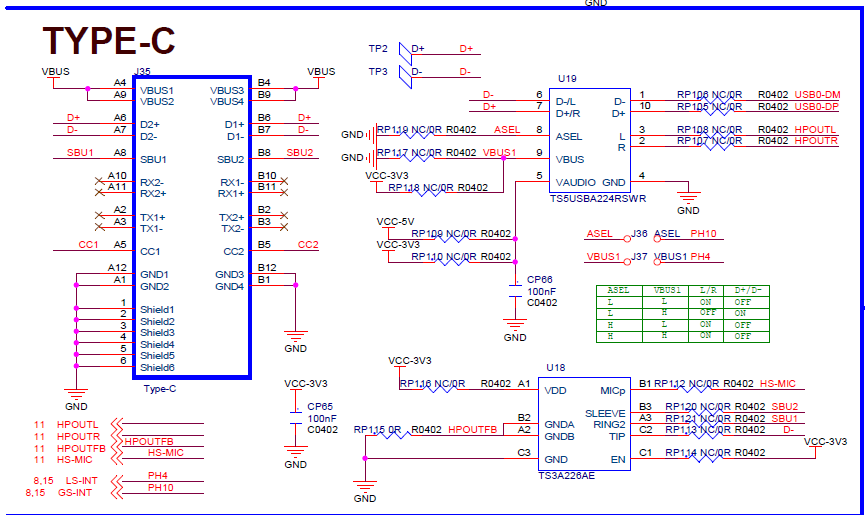 GND
TYPE-C
J35
VBUS
VBUS
A4 VBUS1 VBUS3 B4
A9 VBUS2 VBUS4 B9
D+ A6 D2+ D1+ B6 D+
D- A7 D2- D1- B7 D-
SBU1 A8 SBU1 SBU2 B8 SBU2
A10 RX2- RX1- B10
A11 RX2+ RX1+ B11
A2 TX1+ TX2+ B2
A3 TX1- TX2- B3
CC1 A5 CC1 CC2 B5 CC2
A12 GND1 GND3 B12
A1 GND2 GND4 B1
1 Shield1
2 Shield2
3 Shield3
4 Shield4
5 Shield5
6 Shield6
GND
GND
Type-C
TP2 D+ D+
TP3 D- D-
U19
D- 6 D-/L D- 1 RP106 NC/0R R0402 USB0-DM
D+ 7 D+/R D+ 10 RP105 NC/0R R0402 USB0-DP
GND RP119 NC/0R R0402 ASEL 8 ASEL L 3 RP108 NC/0R R0402 HPOUTL
R 2 RP107 NC/0R R0402 HPOUTR
GND RP117 NC/0R R0402 VBUS1 9 VBUS
VCC-3V3
RP118 NC/0R R0402
5 VAUDIO GND 4
TS5USBA224RSWR
GND
VCC-5V
RP109 NC/0R R0402
VCC-3V3
RP110 NC/0R R0402
CP66
100nF
C0402
GND
ASEL J36 ASEL PH10
VBUS1 J37 VBUS1 PH4
ASEL VBUS1 L/R D+/D-
L L ON OFF
L H OFF ON
H L ON OFF
H H ON OFF
VCC-3V3
CP65
100nF
C0402
GND
U18
VCC-3V3
RP116 NC/0R R0402 A1 VDD MICp B1 RP112 NC/0R R0402 HS-MIC
SLEEVE B3 RP120 NC/0R R0402 SBU2
B2 GNDA RING2 A3 RP121 NC/0R R0402 SBU1
RP115 0R R0402 HPOUTFB A2 GNDB TIP C2 RP113 NC/0R R0402 D-
VCC-3V3
C3 GND EN C1 RP114 NC/0R R0402
TS3A226AE
GND
11 HPOUTL
11 HPOUTR HPOUTFB
11 HPOUTFB HS-MIC
11 HS-MIC
8,15 LS-INT PH4
8,15 GS-INT PH10